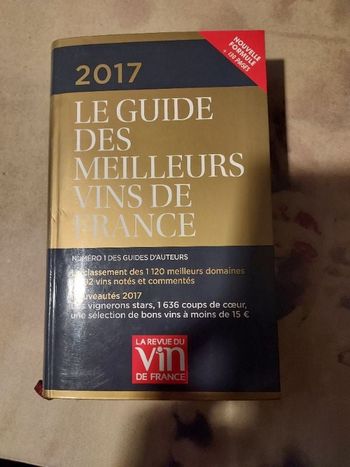 NOUVELLE
FORMULE
PAGES
2017
LE GUIDE
DES
MEILLEURS
VINS DE
FRANCE
NUMÉRO 1 DES GUIDES D'AUTEURS
classement des 1 120 meilleurs domaines
vins notés et commentés
2017
vignerons stars, 1 636 coups de cœur,
une sélection de bons vins à moins de 15 €
LA REVUE DU
vin
DE FRANCE